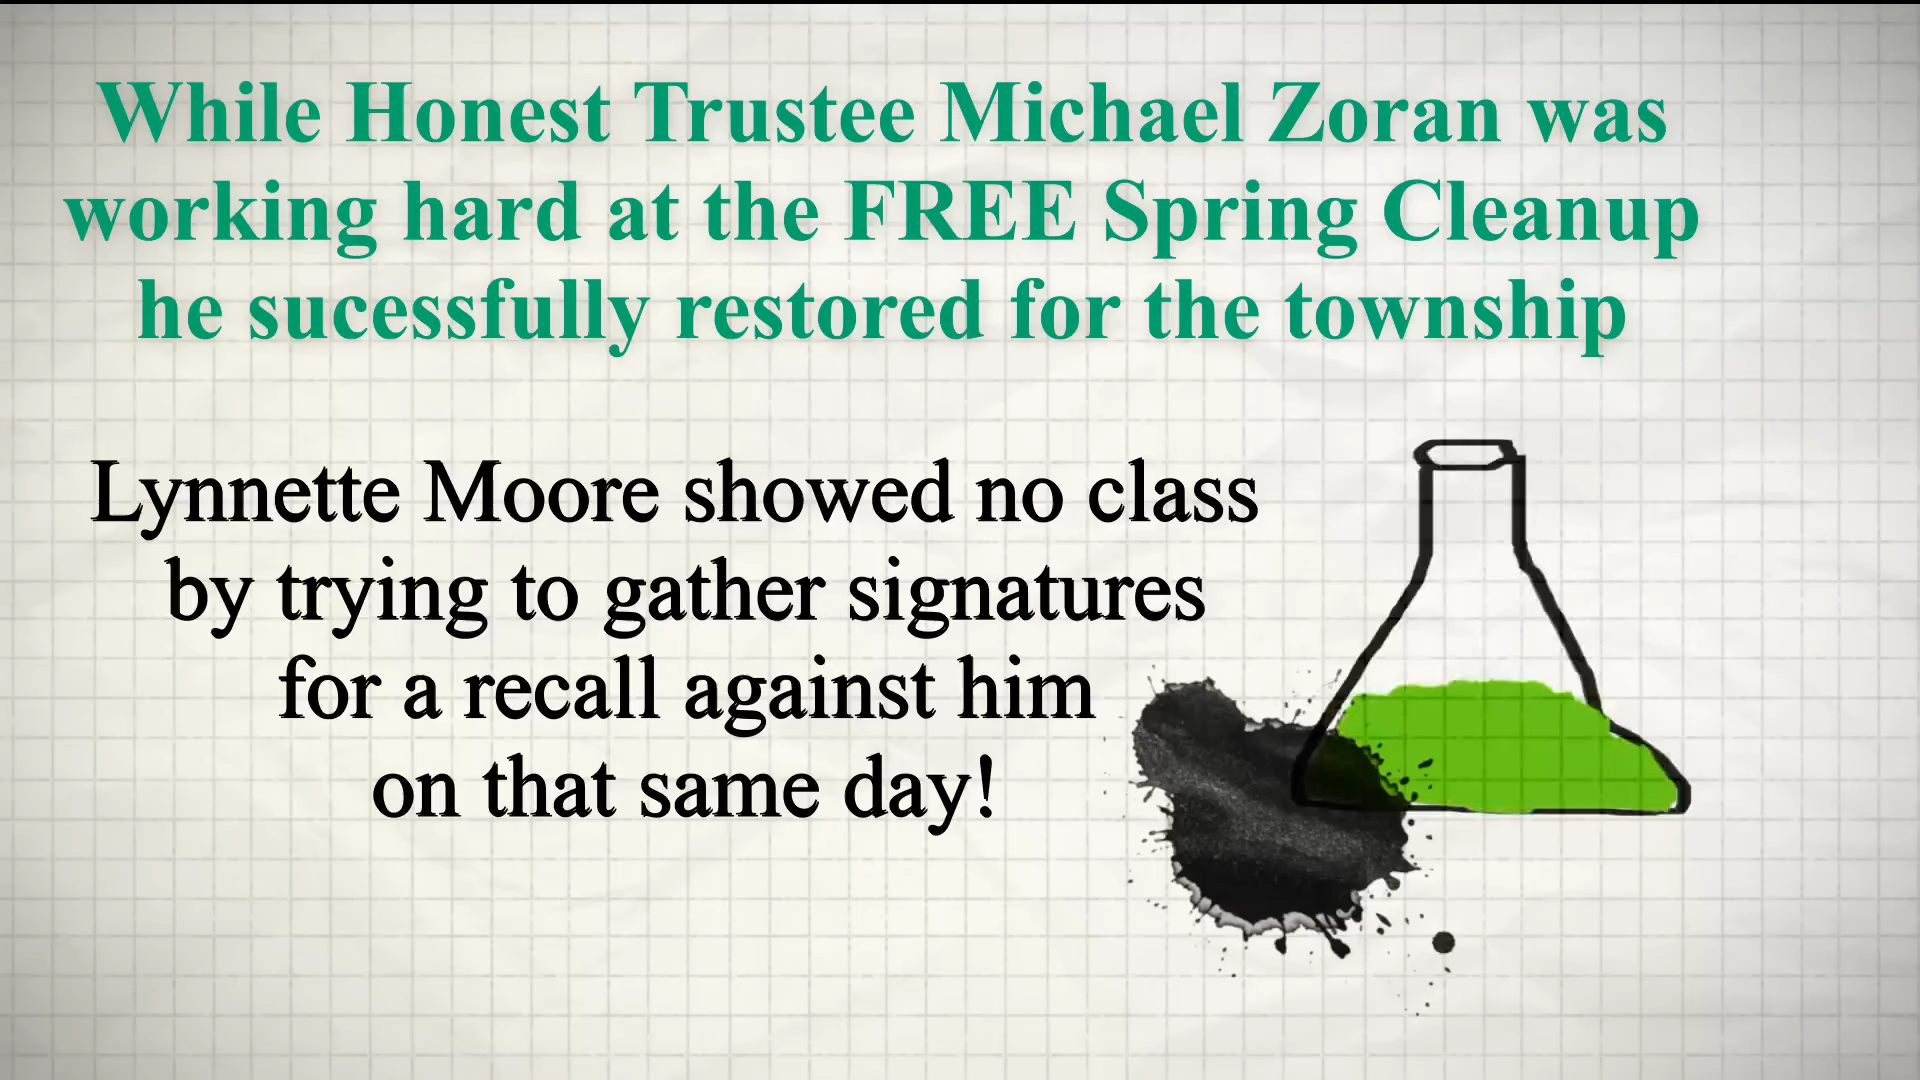 While Honest Trustee Michael Zoran was
working hard at the FREE Spring Cleanup
he sucessfully restored for the township
Lynnette Moore showed no class
by trying to gather signatures
for a recall against him
on that same day!